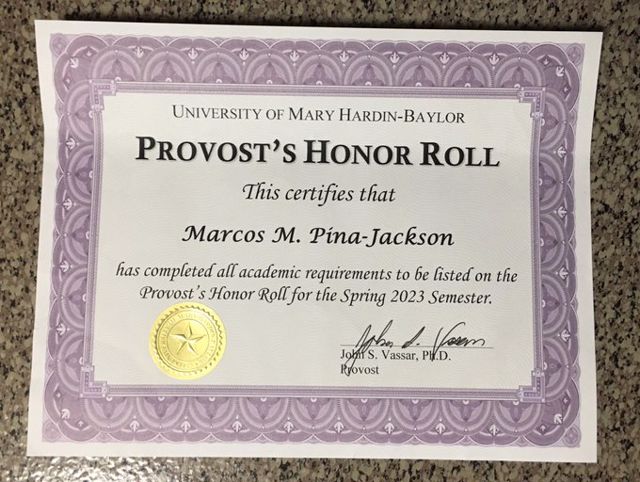 UNIVERSITY OF MARY HARDIN-BAYLOR
PROVOST'S HONOR ROLL
This certifies that
Marcos M. Pina-Jackson
has completed all academic requirements to be listed on the
Provost's Honor Roll for the Spring 2023 Semester.
John S. Vassar, Ph.D.
Provost